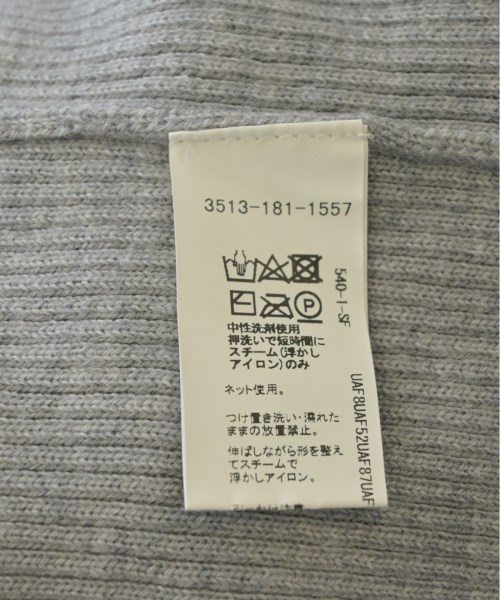 3513-181-1557
540-1-SF
中性洗剤使用
押洗いで短時間に
スチーム(浮かし
アイロン)のみ
ネット使用。
つけ置き洗い・濡れた
ままの放置禁止。
伸ばしながら形を整え
てスチームで
浮かしアイロン。
UAF8UAF52UAF87UAF
P